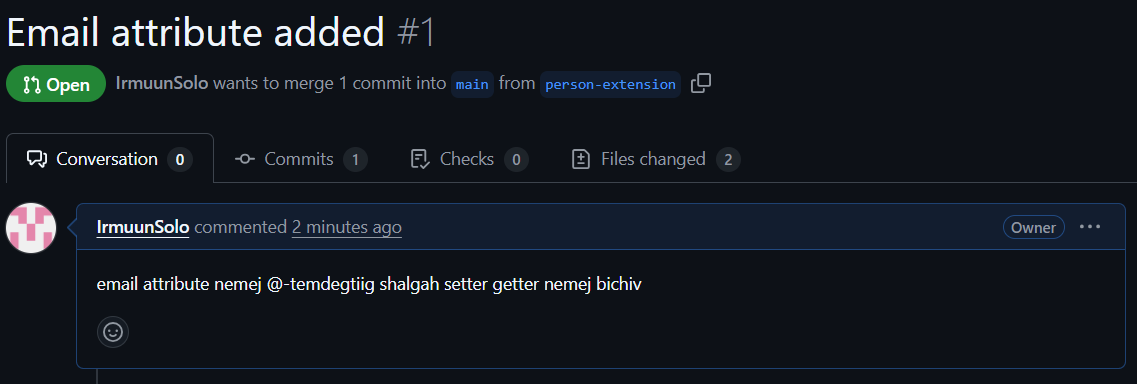 Email attribute added #1
Open IrmuunSolo wants to merge 1 commit into main from person-extension
Conversation 0 Commits 1 Checks 0 Files changed 2
IrmuunSolo commented 2 minutes ago Owner
email attribute nemej @-temdegtiig shalgah setter getter nemej bichiv